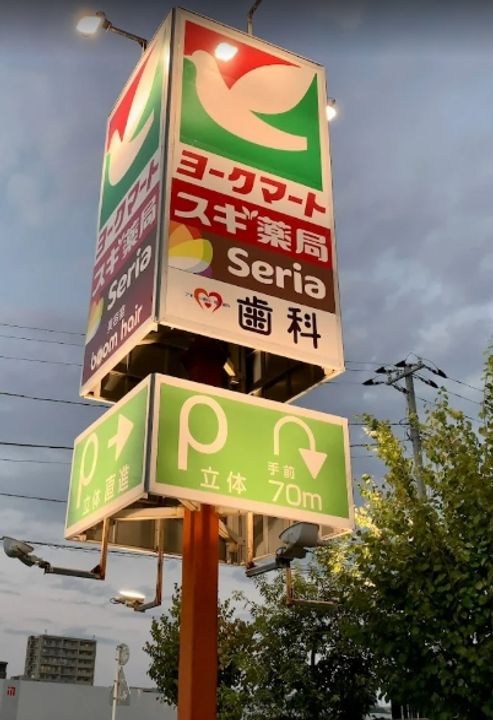 ヨークマート
スギ薬局
Seria
歯科
ヨークマート
スギ薬局
Seria
美容室
boom hair
P
立体
手前
70m
P
立体 直進